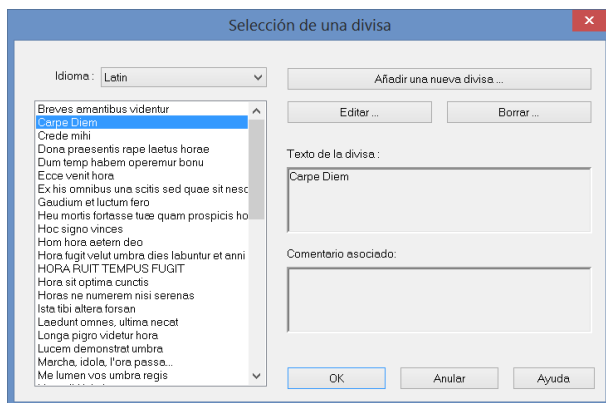 Selección de una divisa
Idioma : Latin
Añadir una nueva divisa ...
Editar ...
Borrar ...
Breves amantibus videntur
Carpe Diem
Crede mihi
Dona praesentis rape laetus horae
Dum temp habem operemur bonu
Ecce venit hora
Ex his omnibus una scitis sed quae sit nesc
Gaudium et luctum fero
Heu mortis fortasse tuæ quam prospicis ho
Hoc signo vinces
Hom hora aetern deo
Hora fugit velut umbra dies labuntur et anni
HORA RUIT TEMPUS FUGIT
Hora sit optima cunctis
Horas ne numerem nisi serenas
Ista tibi altera forsan
Laedunt omnes, ultima necat
Longa pigro videtur hora
Lucem demonstrat umbra
Marcha, idola, l'ora passa...
Me lumen vos umbra regis
Texto de la divisa :
Carpe Diem
Comentario asociado:
OK
Anular
Ayuda